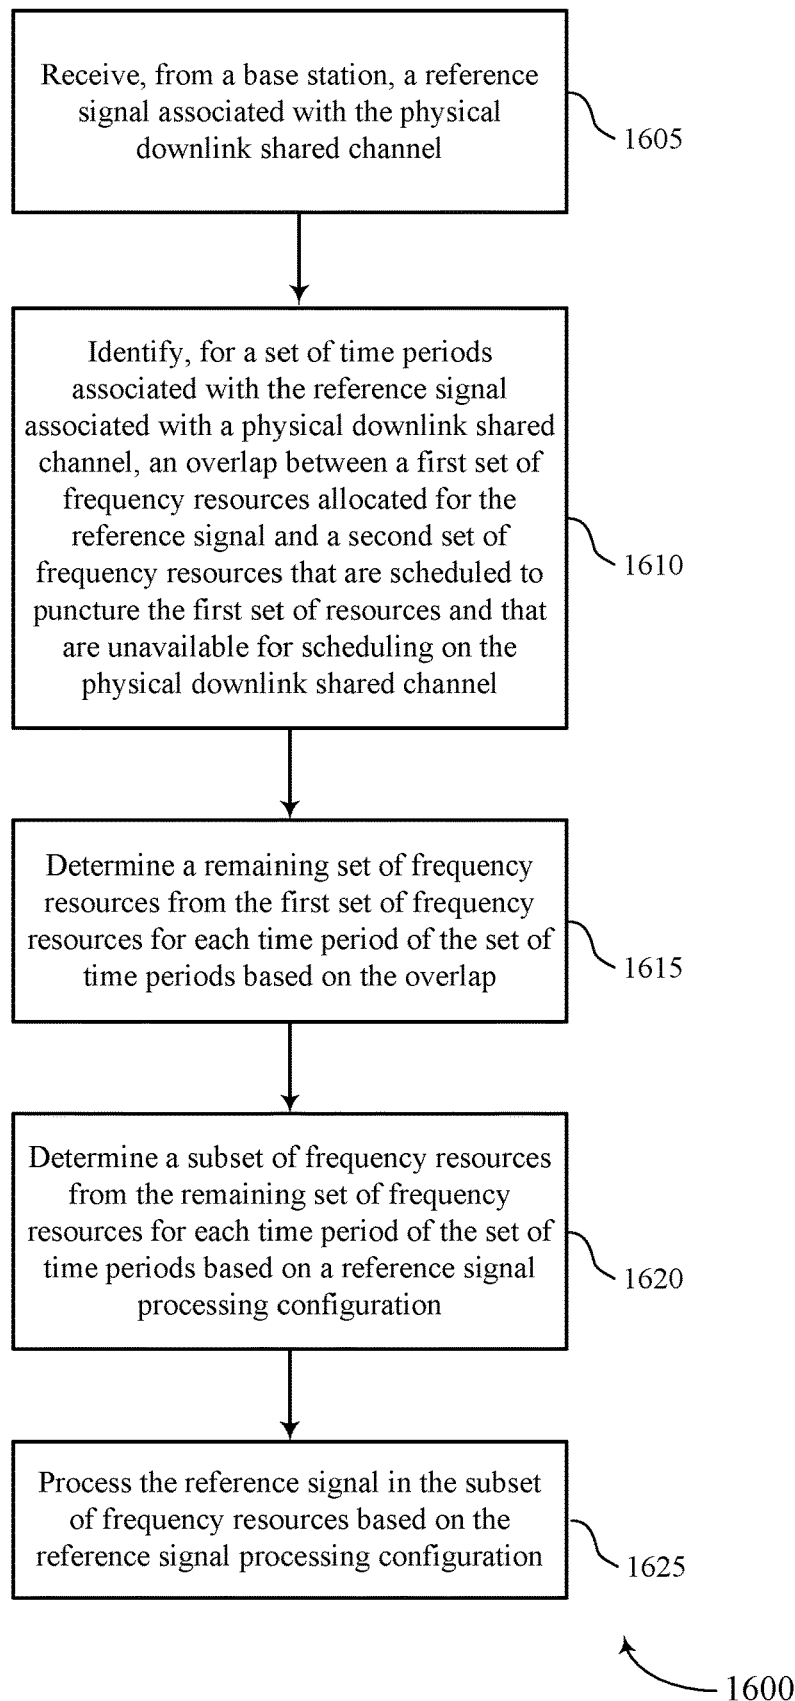 Receive, from a base station, a reference
signal associated with the physical
downlink shared channel
1605
Identify, for a set of time periods
associated with the reference signal
associated with a physical downlink shared
channel, an overlap between a first set of
frequency resources allocated for the
reference signal and a second set of
frequency resources that are scheduled to
puncture the first set of resources and that
are unavailable for scheduling on the
physical downlink shared channel
1610
Determine a remaining set of frequency
resources from the first set of frequency
resources for each time period of the set of
time periods based on the overlap
1615
Determine a subset of frequency resources
from the remaining set of frequency
resources for each time period of the set of
time periods based on a reference signal
processing configuration
1620
Process the reference signal in the subset
of frequency resources based on the
reference signal processing configuration
1625
1600